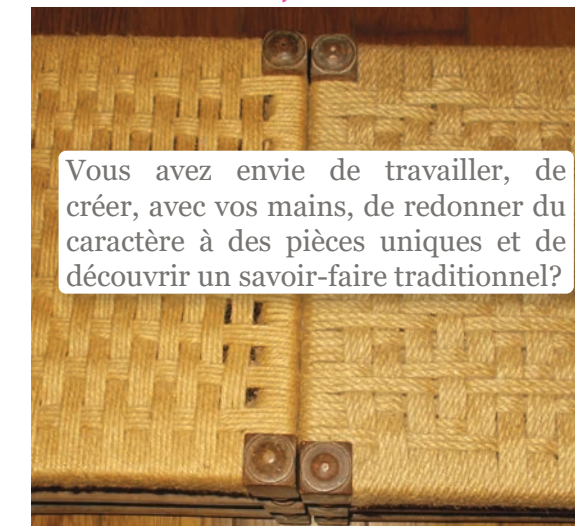 Vous avez envie de travailler, de
créer, avec vos mains, de redonner du
caractère à des pièces uniques et de
découvrir un savoir-faire traditionnel?